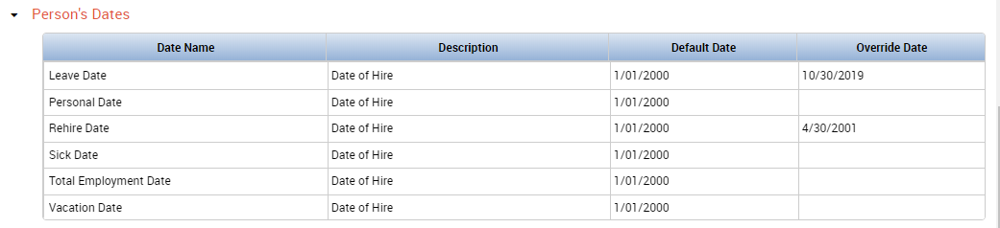 Person's Dates
Date Name Description Default Date Override Date
Leave Date Date of Hire 1/01/2000 10/30/2019
Personal Date Date of Hire 1/01/2000
Rehire Date Date of Hire 1/01/2000 4/30/2001
Sick Date Date of Hire 1/01/2000
Total Employment Date Date of Hire 1/01/2000
Vacation Date Date of Hire 1/01/2000